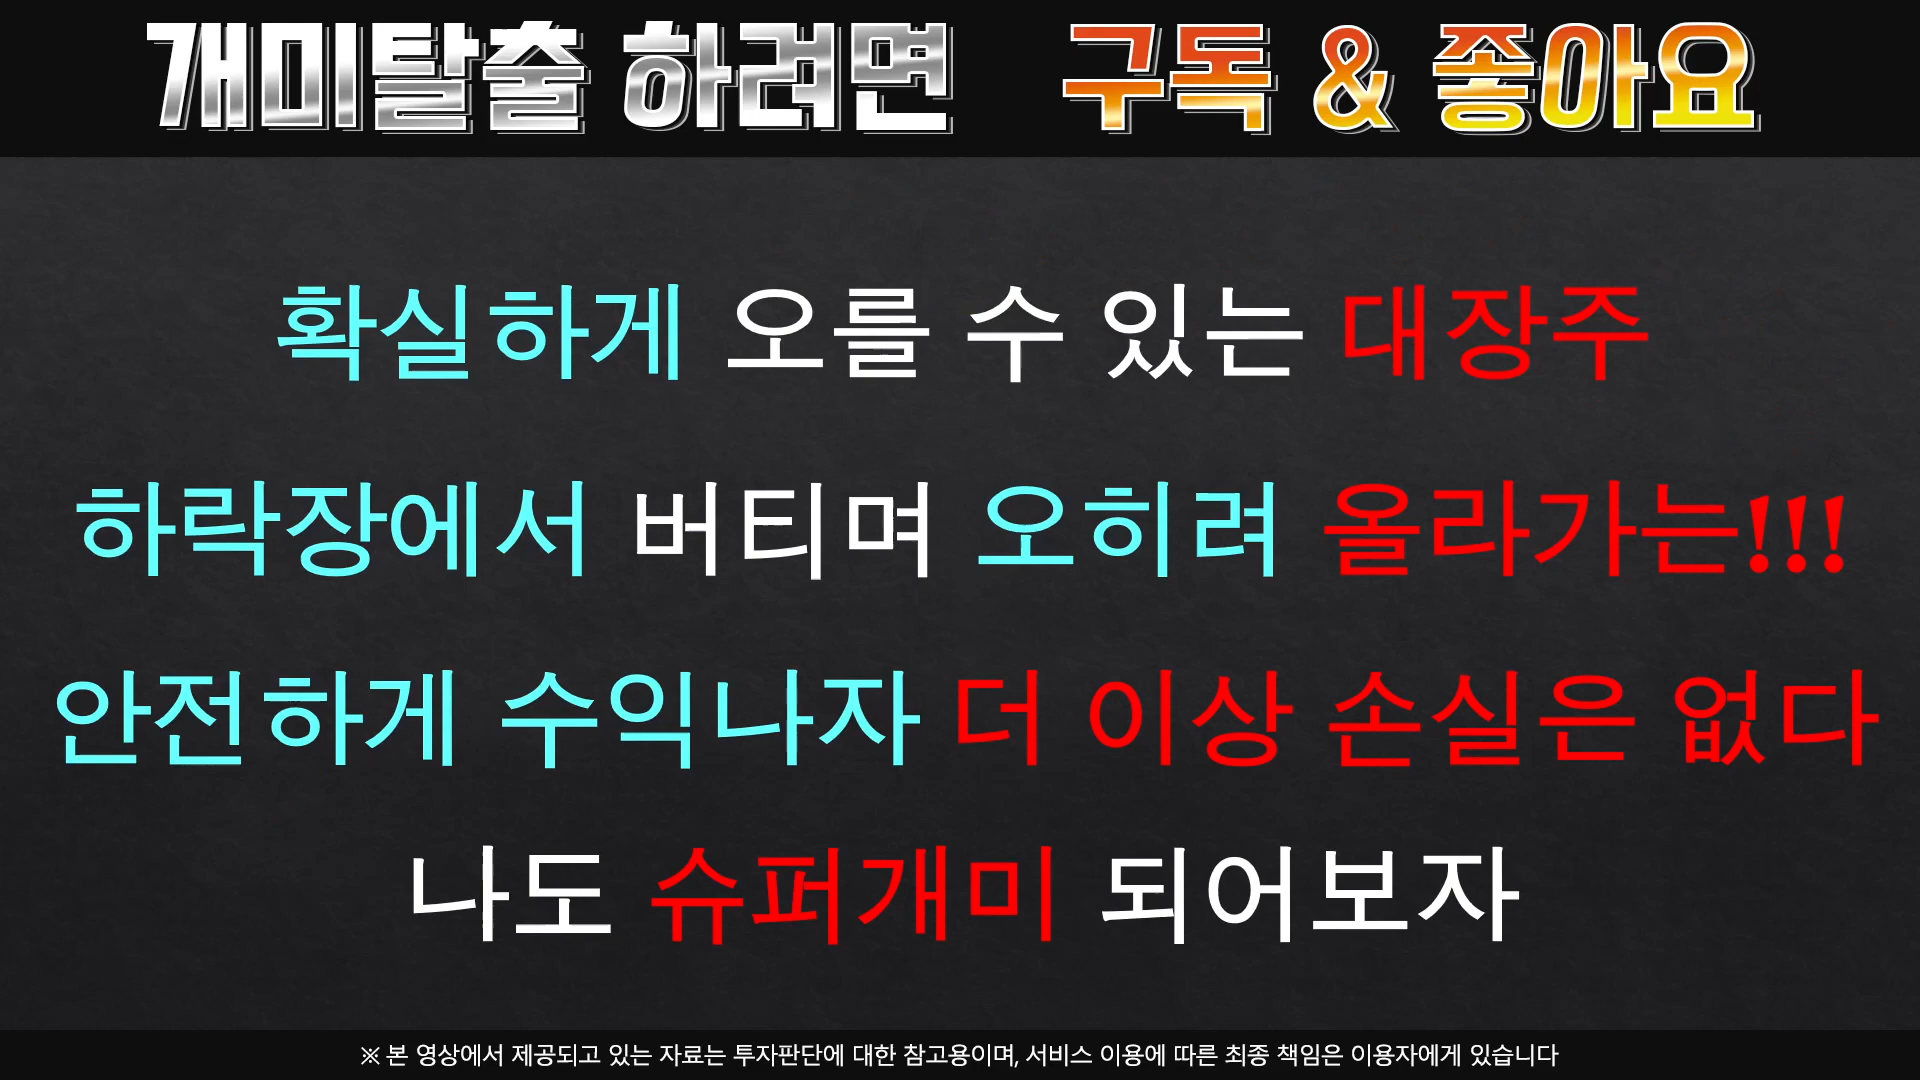 개미탈출 하려면 구독 & 좋아요
확실하게 오를 수 있는 대장주
하락장에서 버티며 오히려 올라가는!!!
안전하게 수익나자 더 이상 손실은 없다
나도 슈퍼개미 되어보자
※ 본 영상에서 제공되고 있는 자료는 투자판단에 대한 참고용이며, 서비스 이용에 따른 최종 책임은 이용자에게 있습니다